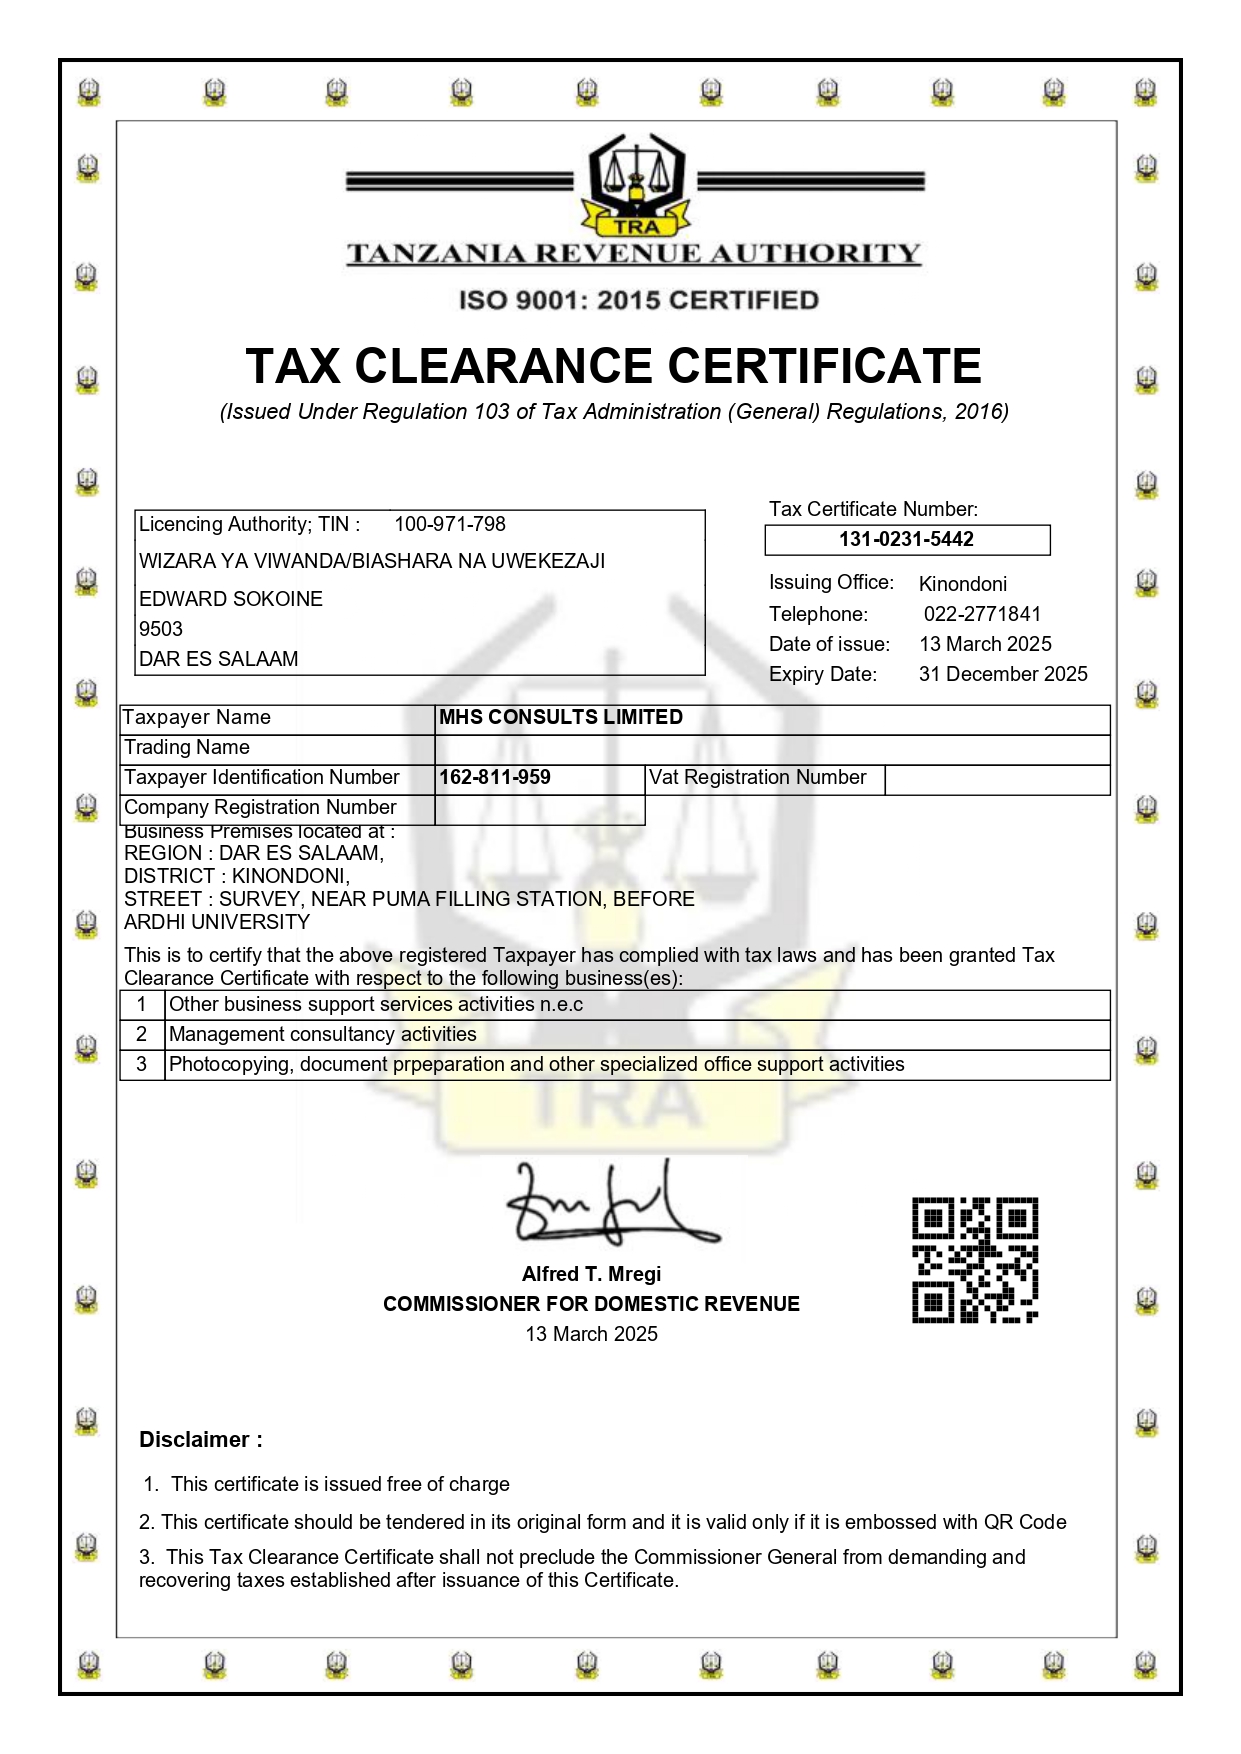 TRA
TANZANIA REVENUE AUTHORITY
ISO 9001: 2015 CERTIFIED
TAX CLEARANCE CERTIFICATE
(Issued Under Regulation 103 of Tax Administration (General) Regulations, 2016)
Licencing Authority; TIN : 100-971-798
WIZARA YA VIWANDA/BIASHARA NA UWEKEZAJI
EDWARD SOKOINE
9503
DAR ES SALAAM
Tax Certificate Number:
131-0231-5442
Issuing Office: Kinondoni
Telephone: 022-2771841
Date of issue: 13 March 2025
Expiry Date: 31 December 2025
Taxpayer Name MHS CONSULTS LIMITED
Trading Name
Taxpayer Identification Number 162-811-959 Vat Registration Number
Company Registration Number
Business Premises located at :
REGION : DAR ES SALAAM,
DISTRICT : KINONDONI,
STREET : SURVEY, NEAR PUMA FILLING STATION, BEFORE
ARDHI UNIVERSITY
This is to certify that the above registered Taxpayer has complied with tax laws and has been granted Tax
Clearance Certificate with respect to the following business(es):
1 Other business support services activities n.e.c
2 Management consultancy activities
3 Photocopying, document prpeparation and other specialized office support activities
TRA
Alfred T. Mregi
COMMISSIONER FOR DOMESTIC REVENUE
13 March 2025
Disclaimer :
1. This certificate is issued free of charge
2. This certificate should be tendered in its original form and it is valid only if it is embossed with QR Code
3. This Tax Clearance Certificate shall not preclude the Commissioner General from demanding and
recovering taxes established after issuance of this Certificate.